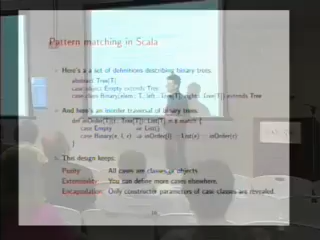 Pattern matching in Scala
Here's a a set of definitions describing binary trees.
abstract Tree[T]
case object Empty extends Tree
case class Binary(elem: T, left: Tree[T], right: Tree[T]) extends Tree
And here's an inorder traversal of binary trees.
def inOrder[T](t: Tree[T]): List[T] = t match {
case Empty ⇒ List()
case Binary(e, l, r) ⇒ inOrder(l) ::: List(e) ::: inOrder(r)
}
This design keeps:
Purity: All cases are classes or objects.
Extensibility: You can define more cases elsewhere.
Encapsulation: Only constructor parameters of case classes are revealed.